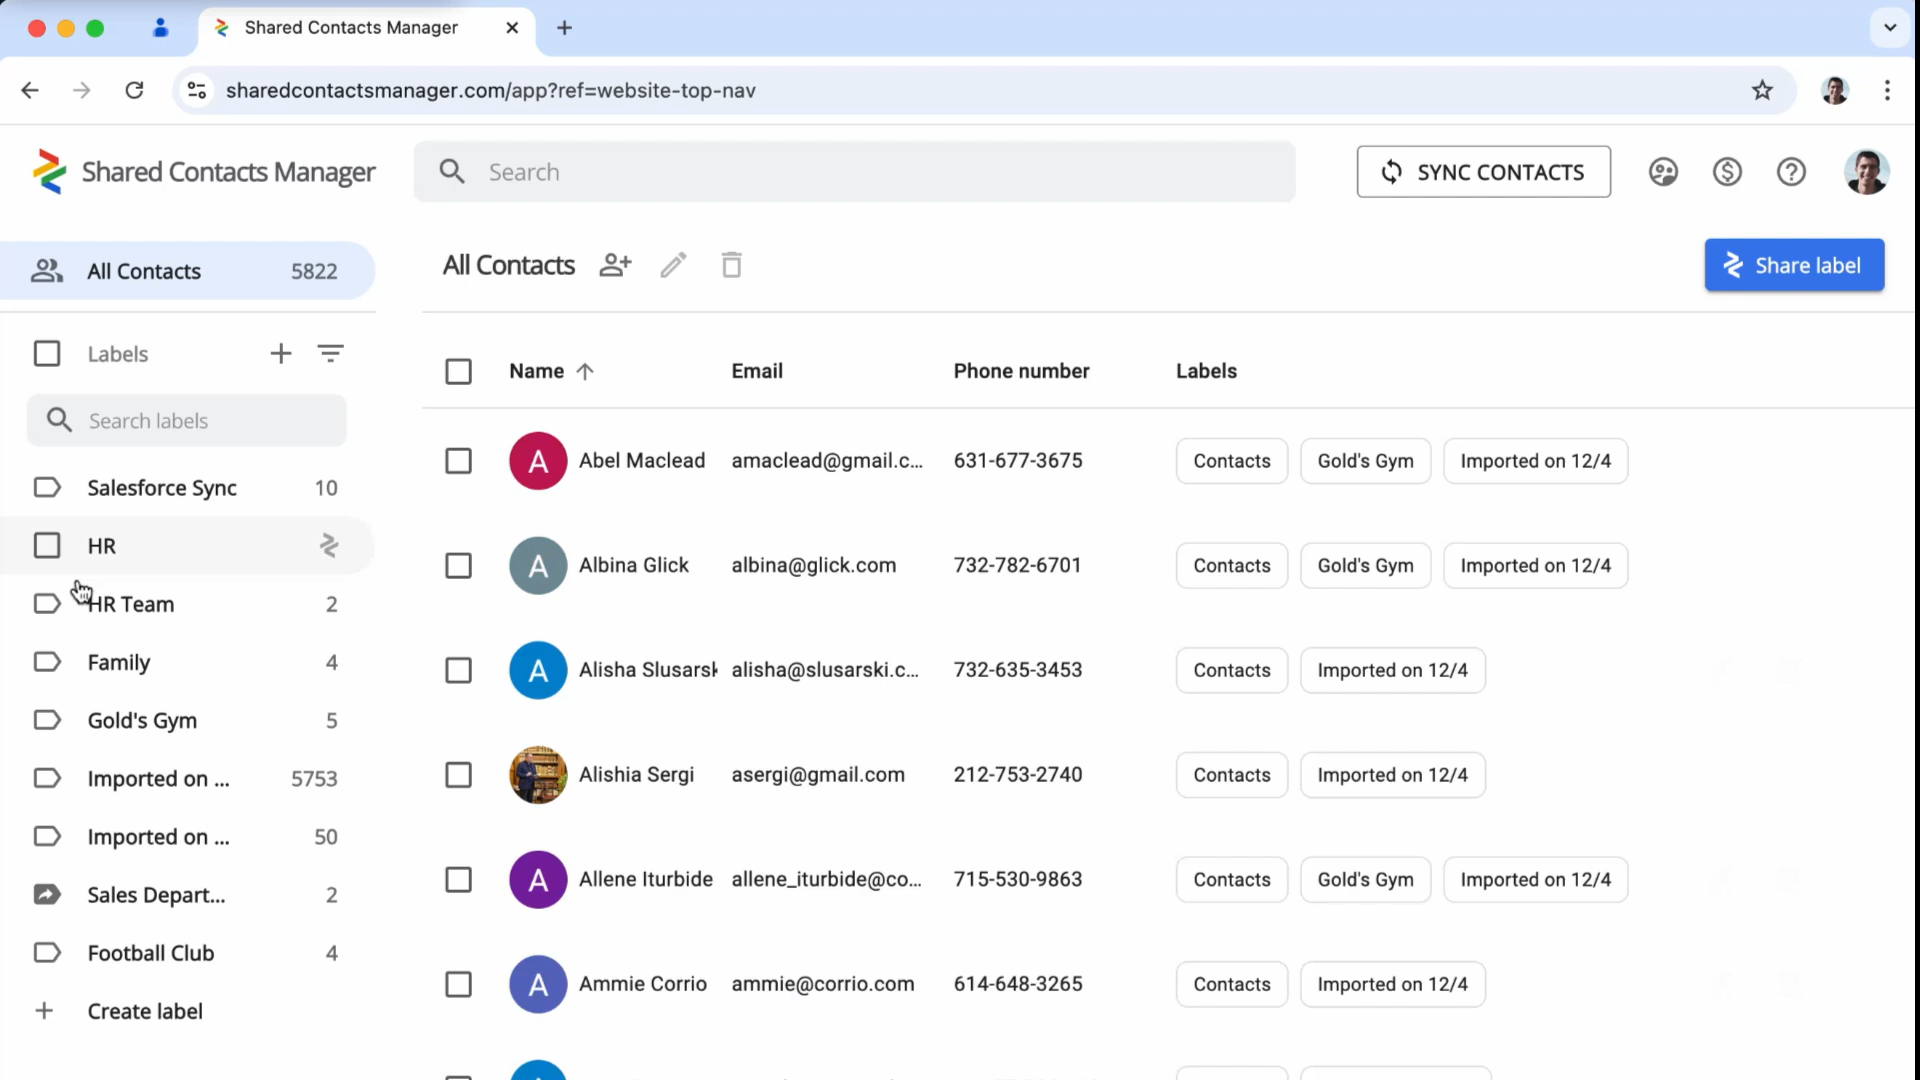 Shared Contacts Manager
sharedcontactsmanager.com/app?ref=website-top-nav
Shared Contacts Manager
Search
SYNC CONTACTS
All Contacts 5822
All Contacts
Share label
Labels
Search labels
Salesforce Sync 10
HR
HR Team 2
Family 4
Gold's Gym 5
Imported on ... 5753
Imported on ... 50
Sales Depart... 2
Football Club 4
Create label
Name Email Phone number Labels
A Abel Maclead amaclead@gmail.c... 631-677-3675 Contacts Gold's Gym Imported on 12/4
A Albina Glick albina@glick.com 732-782-6701 Contacts Gold's Gym Imported on 12/4
A Alisha Slusarsk alisha@slusarski.c... 732-635-3453 Contacts Imported on 12/4
Alishia Sergi asergi@gmail.com 212-753-2740 Contacts Imported on 12/4
A Allene Iturbide allene_iturbide@co... 715-530-9863 Contacts Gold's Gym Imported on 12/4
A Ammie Corrio ammie@corrio.com 614-648-3265 Contacts Imported on 12/4